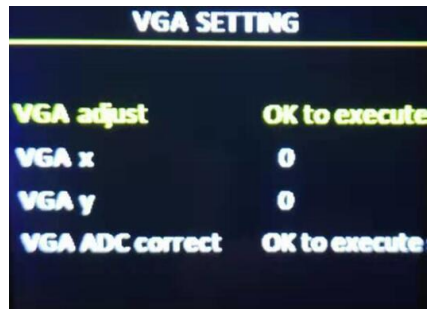 VGA SETTING
VGA adjust OK to execute
VGA x 0
VGA y 0
VGA ADC correct OK to execute